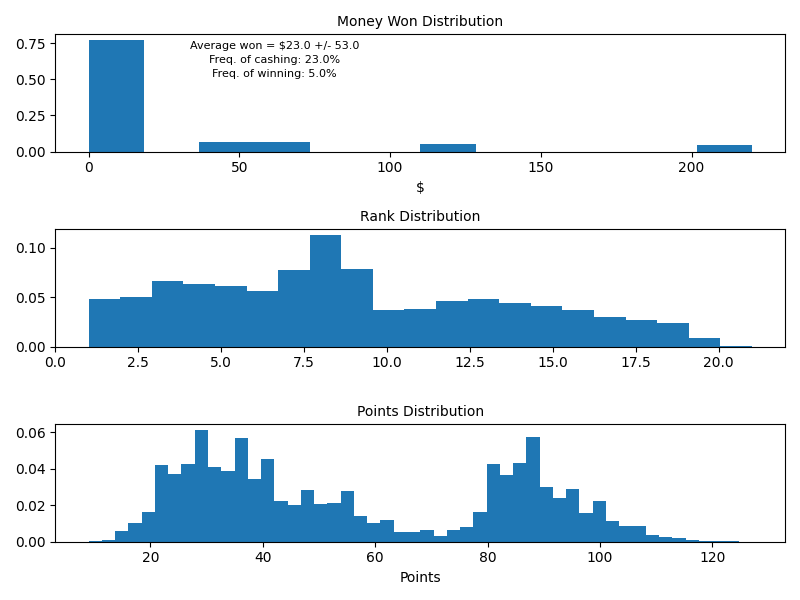 Money Won Distribution
Average won = $23.0 +/- 53.0
Freq. of cashing: 23.0%
Freq. of winning: 5.0%
0.75
0.50
0.25
0.00
0 50 100 150 200
$
Rank Distribution
0.10
0.05
0.00
0.0 2.5 5.0 7.5 10.0 12.5 15.0 17.5 20.0
Points Distribution
0.06
0.04
0.02
0.00
20 40 60 80 100 120
Points